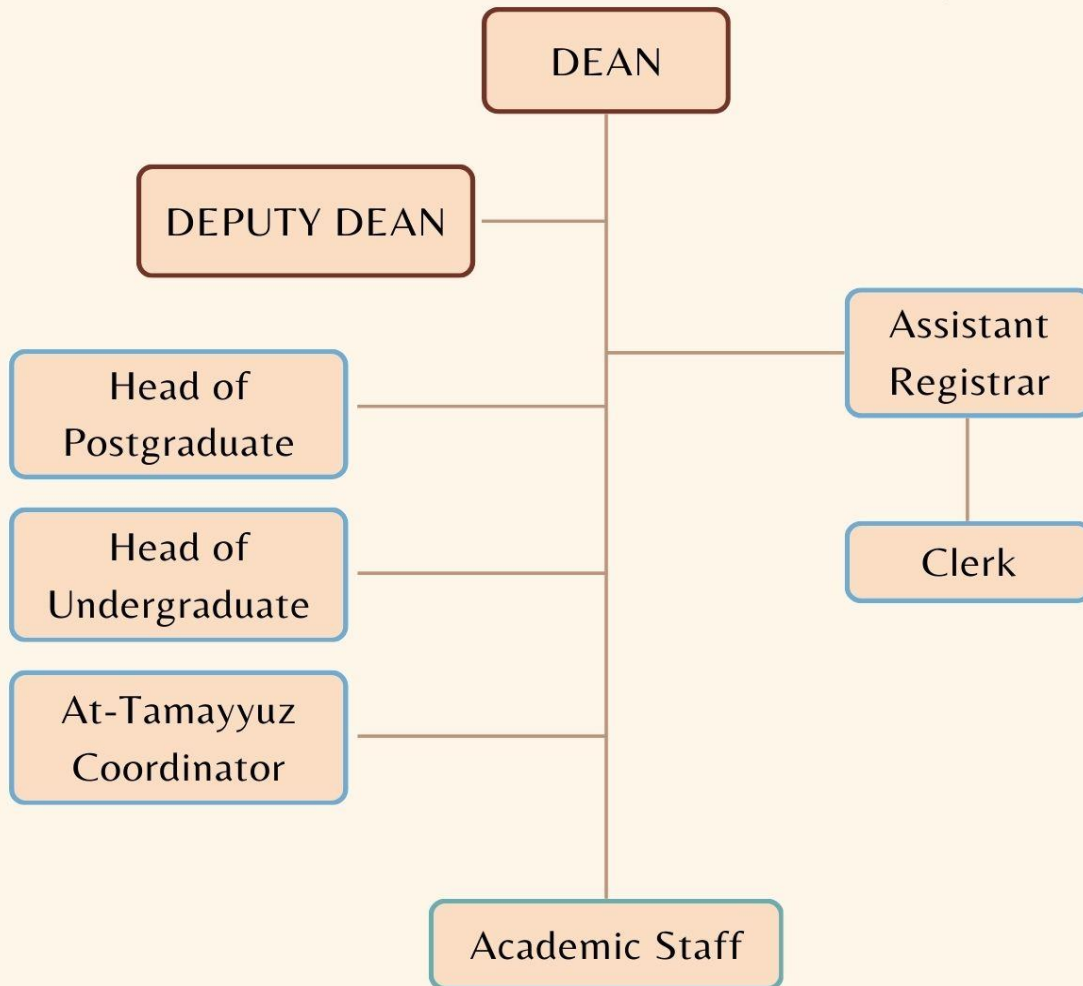 DEAN
DEPUTY DEAN
Assistant
Registrar
Head of
Postgraduate
Head of
Undergraduate
Clerk
At-Tamayyuz
Coordinator
Academic Staff